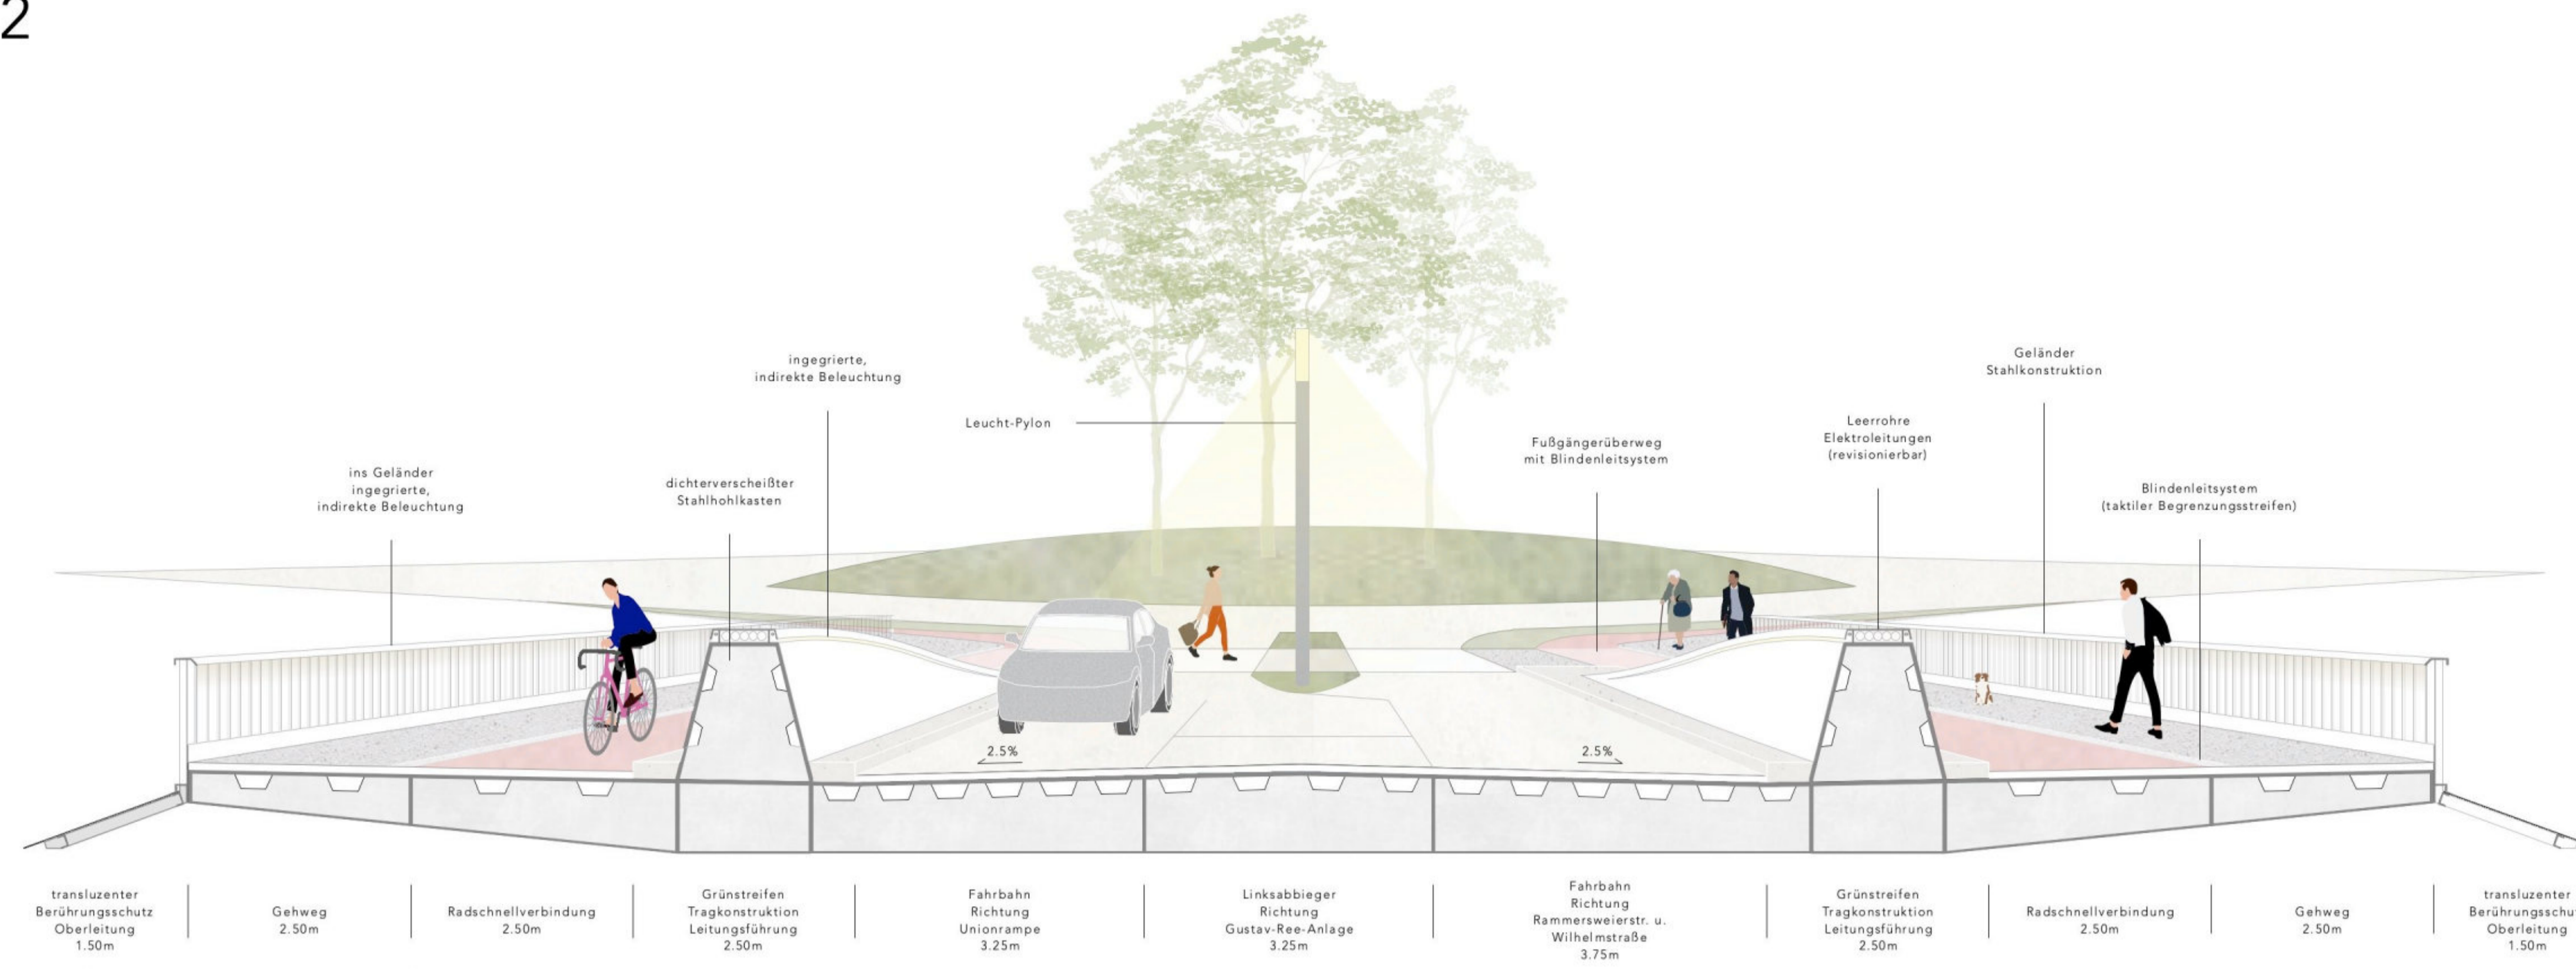 2
ingegrierte,
indirekte Beleuchtung
Leucht-Pylon
Geländer
Stahlkonstruktion
Leerrohre
Elektroleitungen
(revisionierbar)
Fußgängerüberweg
mit Blindenleitsystem
ins Geländer
ingegrierte,
indirekte Beleuchtung
dichterverscheißter
Stahlhohlkasten
Blindenleitsystem
(taktiler Begrenzungsstreifen)
2.5%
2.5%
transluzenter
Berührungsschutz
Oberleitung
1.50m
Gehweg
2.50m
Radschnellverbindung
2.50m
Grünstreifen
Tragkonstruktion
Leitungsführung
2.50m
Fahrbahn
Richtung
Unionrampe
3.25m
Linksabbieger
Richtung
Gustav-Ree-Anlage
3.25m
Fahrbahn
Richtung
Rammersweierstr. u.
Wilhelmstraße
3.75m
Grünstreifen
Tragkonstruktion
Leitungsführung
2.50m
Radschnellverbindung
2.50m
Gehweg
2.50m
transluzenter
Berührungsschu
Oberleitung
1.50m